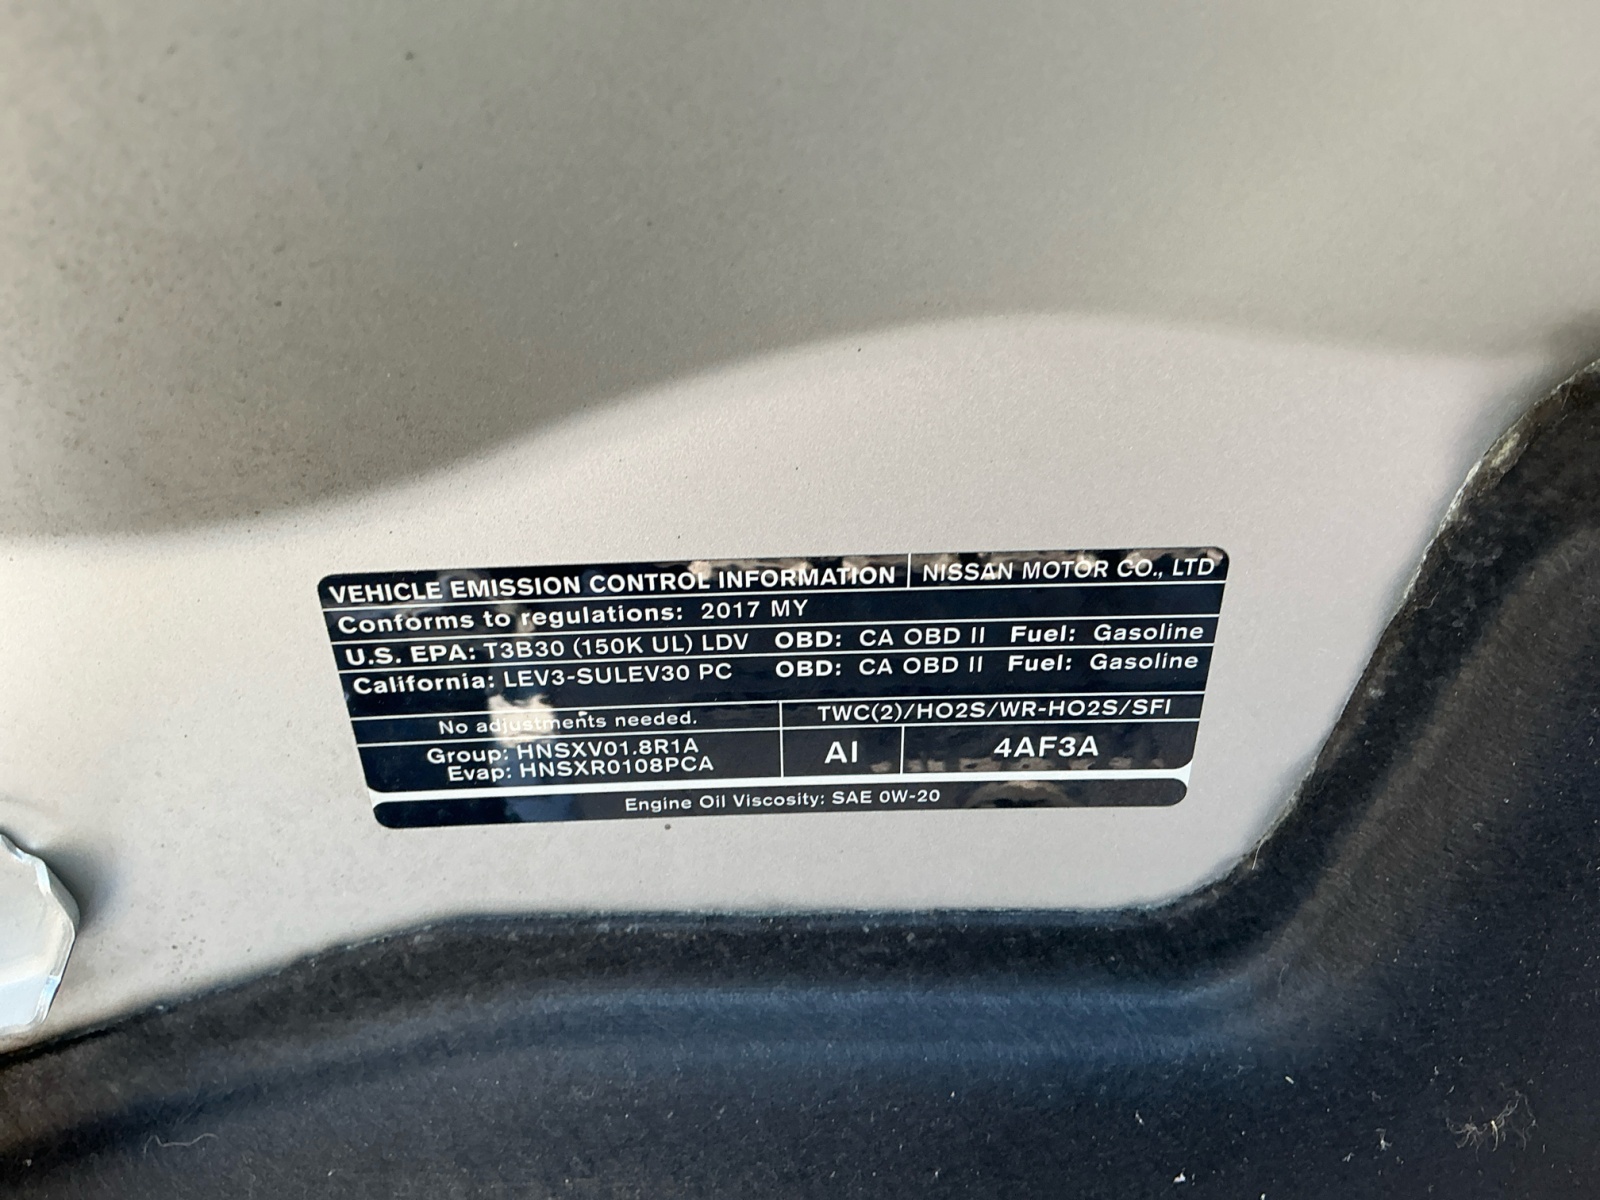 VEHICLE EMISSION CONTROL INFORMATION NISSAN MOTOR CO., LTD
Conforms to regulations: 2017 MY
U.S. EPA: T3B30 (150K UL) LDV OBD: CA OBD II Fuel: Gasoline
California: LEV3-SULEV30 PC OBD: CA OBD II Fuel: Gasoline
No adjustments needed. TWC(2)/HO2S/WR-HO2S/SFI
Group: HNSXV01.8R1A
Evap: HNSXR0108PCA
AI 4AF3A
Engine Oil Viscosity: SAE 0W-20